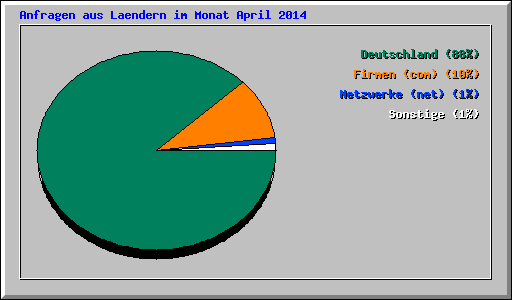 Anfragen aus Laendern im Monat April 2014
Deutschland (88%)
Firmen (com) (10%)
Netzwerke (net) (1%)
Sonstige (1%)